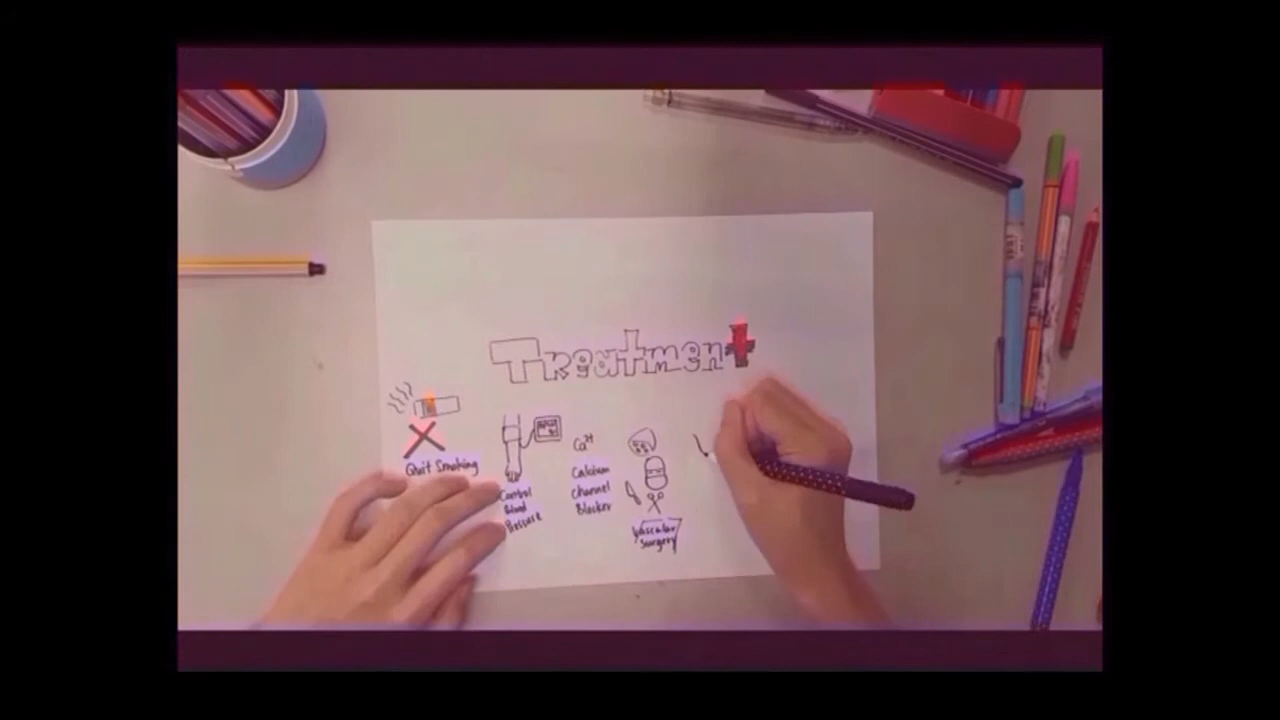 Treatment
Quit Smoking
Control
Blood
Pressure
Ca²⁺
Calcium
channel
Blocker
Vascular
Surgery